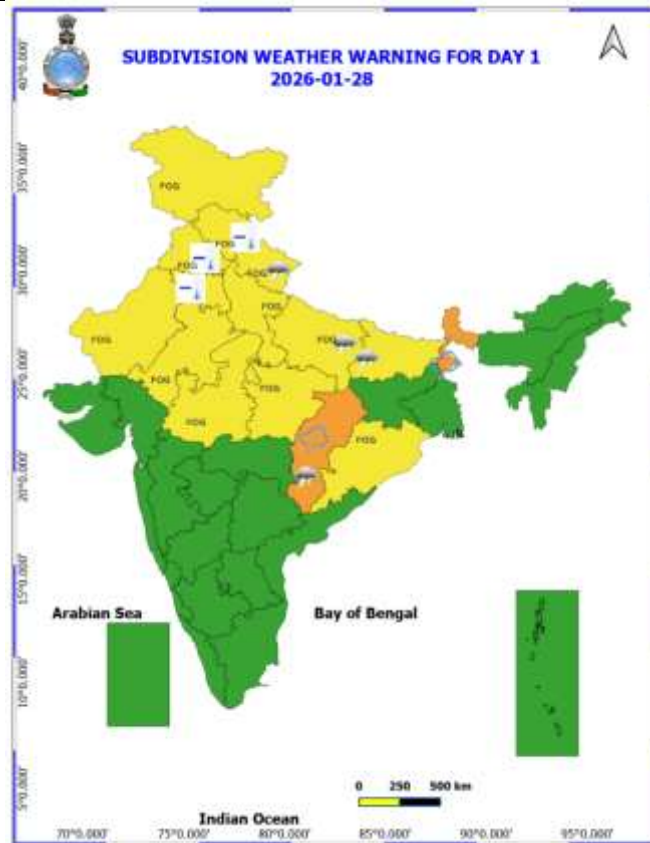 SUBDIVISION WEATHER WARNING FOR DAY 1
2026-01-28
40°0.000'
35°0.000'
30°0.000'
25°0.000'
20°0.000'
15°0.000'
10°0.000'
5°0.000'
FOG
FOG
FOG
FOG
FOG
FOG
FOG
FOG
FOG
FOG
FOG
Arabian Sea
Bay of Bengal
0 250 500 km
Indian Ocean
70°0.000' 75°0.000' 80°0.000' 85°0.000' 90°0.000' 95°0.000'